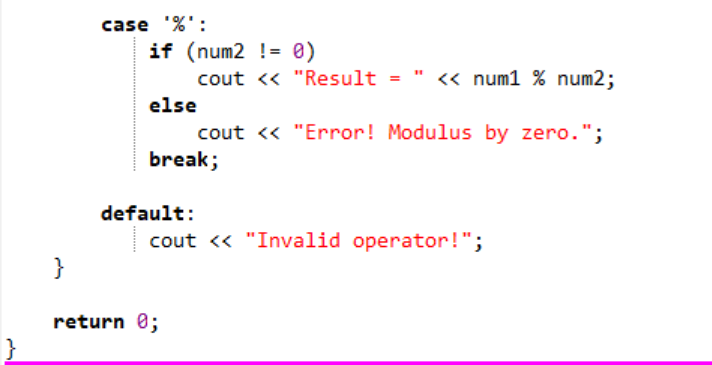 case '%':
if (num2 != 0)
cout << "Result = " << num1 % num2;
else
cout << "Error! Modulus by zero.";
break;
default:
cout << "Invalid operator!";
}
return 0;
}